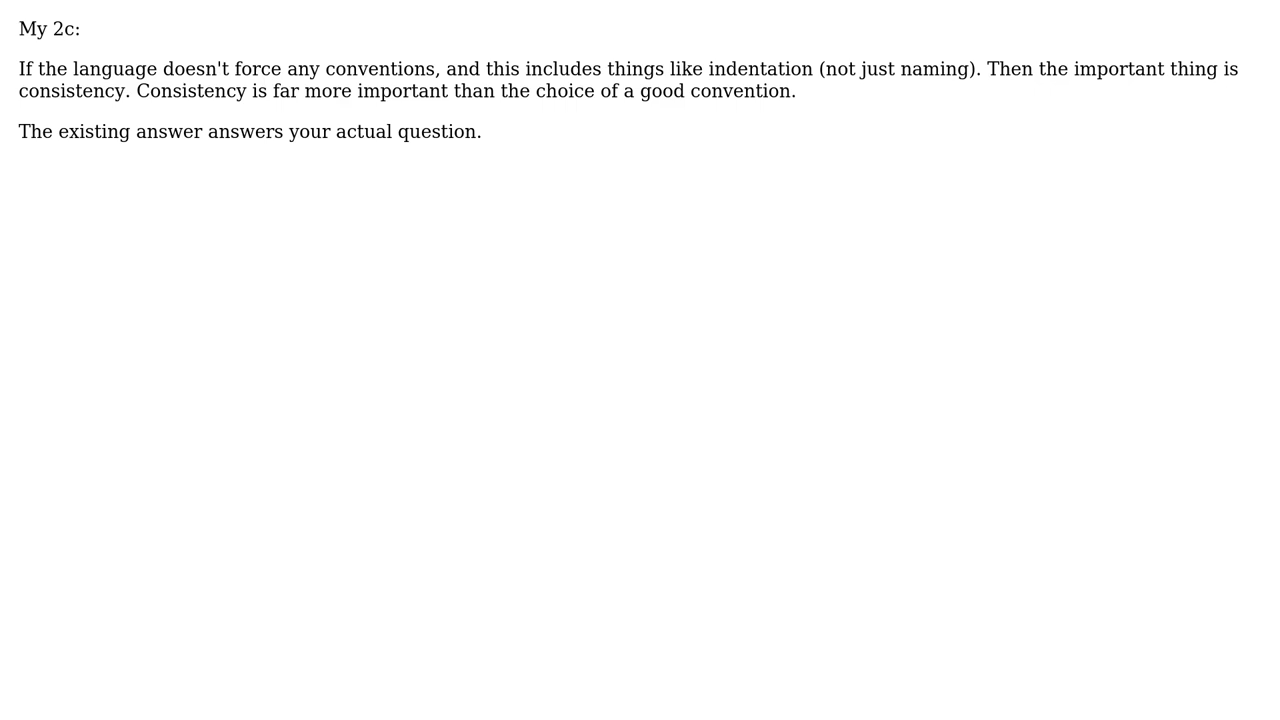 My 2c:
If the language doesn't force any conventions, and this includes things like indentation (not just naming). Then the important thing is
consistency. Consistency is far more important than the choice of a good convention.
The existing answer answers your actual question.